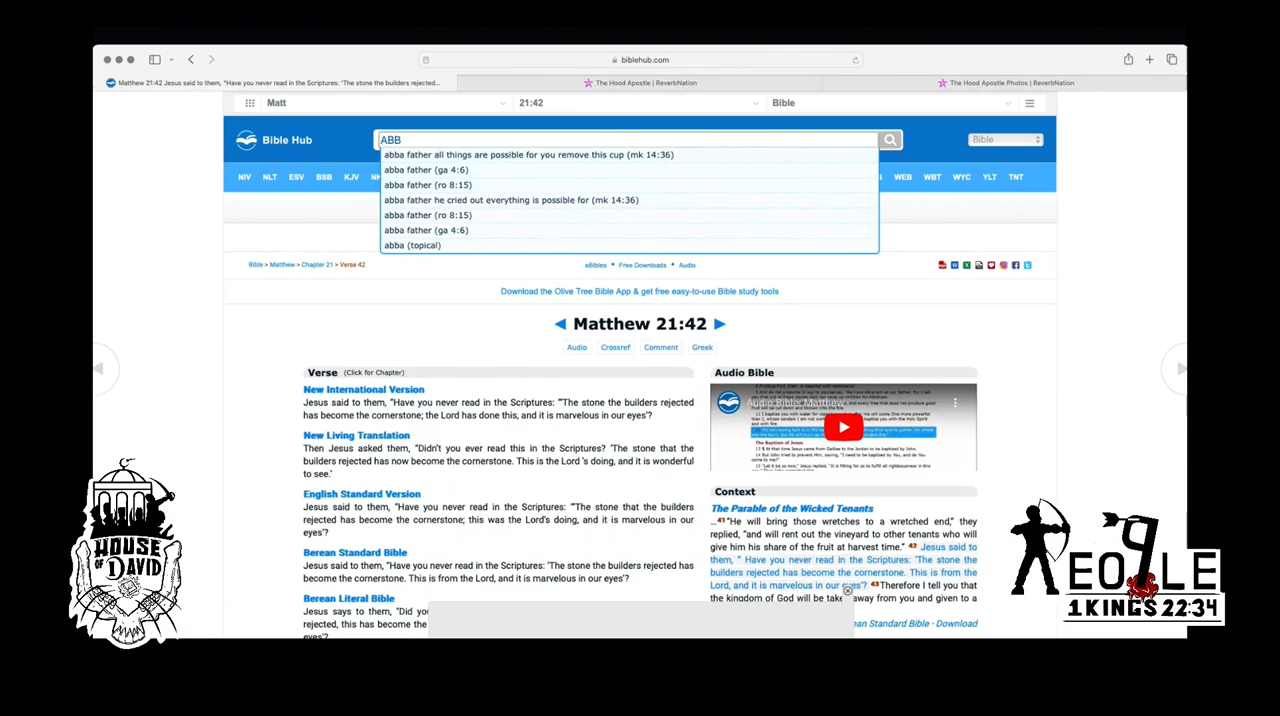 biblehub.com
Matthew 21:42 Jesus said to them, "Have you never read in the Scriptures: 'The stone the builders rejected...
The Hood Apostle | ReverbNation
The Hood Apostle Photos | ReverbNation
Matt
21:42
Bible
Bible Hub
ABB
Bible
abba father all things are possible for you remove this cup (mk 14:36)
abba father (ga 4:6)
abba father (ro 8:15)
abba father he cried out everything is possible for (mk 14:36)
abba father (ro 8:15)
abba father (ga 4:6)
abba (topical)
NIV NLT ESV BSB KJV WEB WBT WYC YLT TNT
Bible > Matthew > Chapter 21 > Verse 42
eBibles • Free Downloads • Audio
Download the Olive Tree Bible App & get free easy-to-use Bible study tools
◄ Matthew 21:42 ►
Audio Crossref Comment Greek
Verse (Click for Chapter)
New International Version
Jesus said to them, "Have you never read in the Scriptures: "'The stone the builders rejected
has become the cornerstone; the Lord has done this, and it is marvelous in our eyes'?
New Living Translation
Then Jesus asked them, "Didn't you ever read this in the Scriptures? 'The stone that the
builders rejected has now become the cornerstone. This is the Lord 's doing, and it is wonderful
to see.'
English Standard Version
Jesus said to them, "Have you never read in the Scriptures: "'The stone that the builders
rejected has become the cornerstone; this was the Lord's doing, and it is marvelous in our
eyes'?
Berean Standard Bible
Jesus said to them, "Have you never read in the Scriptures: 'The stone the builders rejected
has become the cornerstone. This is from the Lord, and it is marvelous in our eyes'?
Berean Literal Bible
Jesus says to them, "Did yo
rejected, this has become the
eyes'?
Audio Bible
Audio Bible: Matthew
The Baptism of Jesus
Context
The Parable of the Wicked Tenants
...41"He will bring those wretches to a wretched end," they
replied, "and will rent out the vineyard to other tenants who will
give him his share of the fruit at harvest time." 42 Jesus said to
them, " Have you never read in the Scriptures: 'The stone the
builders rejected has become the cornerstone. This is from the
Lord, and it is marvelous in our eyes'? 43Therefore I tell you that
the kingdom of God will be take away from you and given to a
ean Standard Bible · Download
HOUSE
OF DAVID
EO LE
1 KINGS 22:34